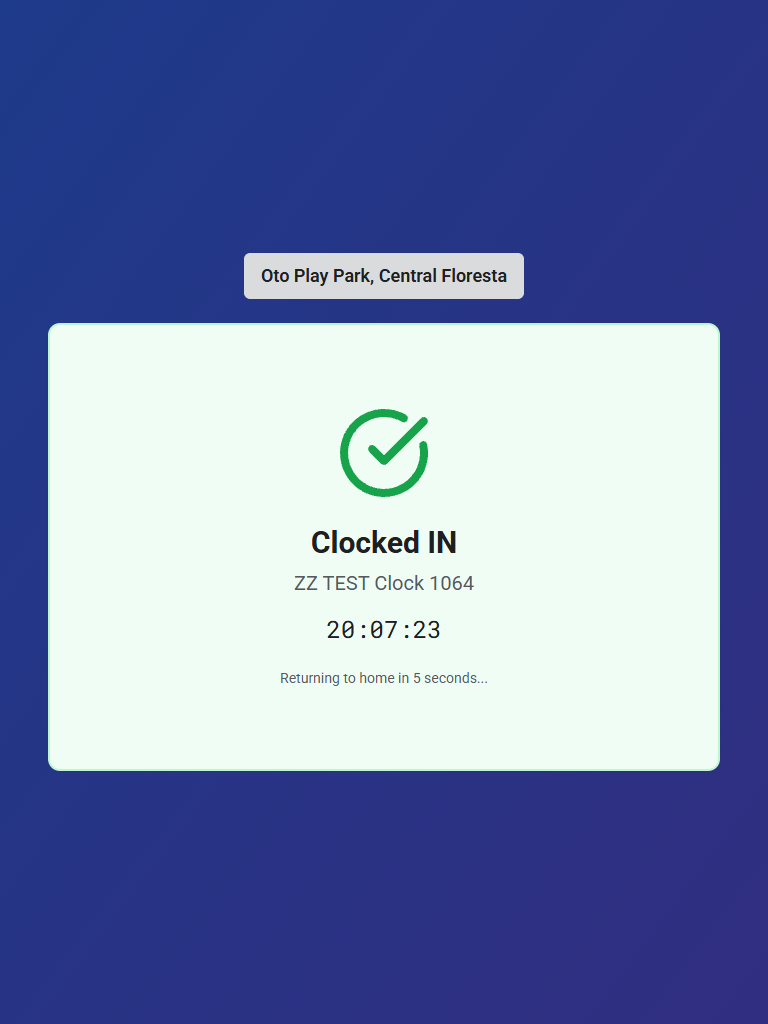 Oto Play Park, Central Floresta
Clocked IN
ZZ TEST Clock 1064
20:07:23
Returning to home in 5 seconds...